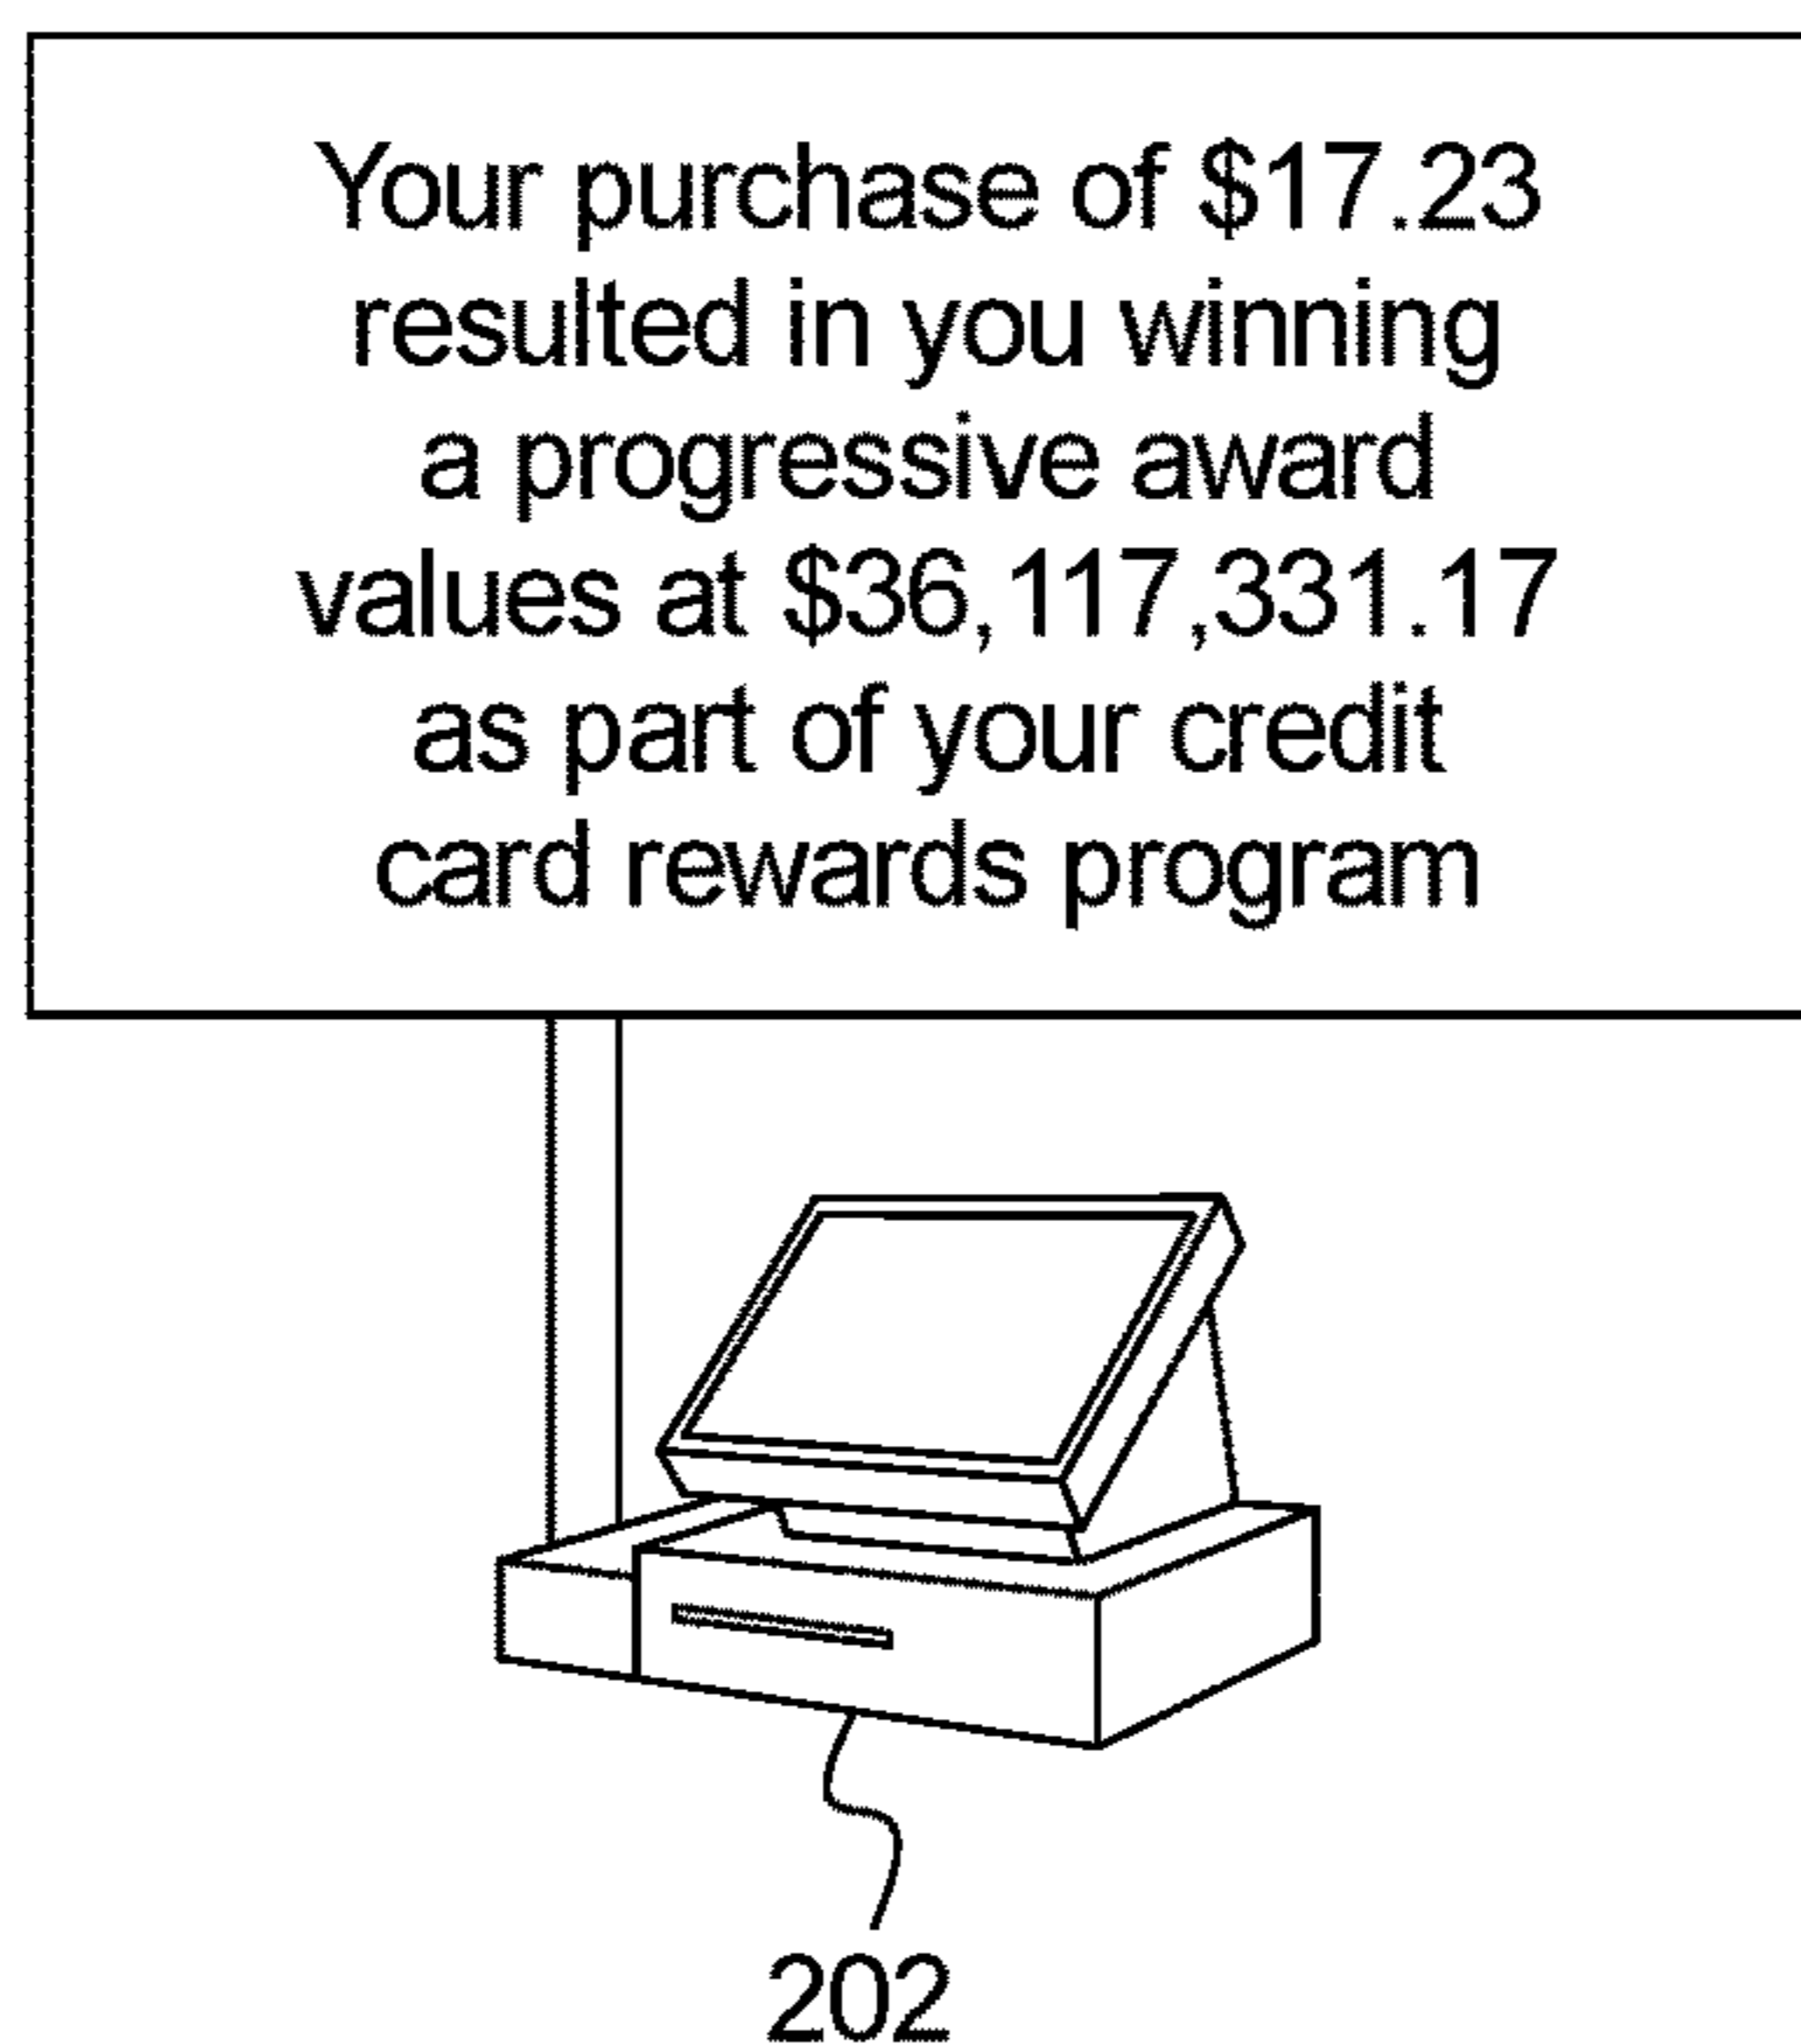 Your purchase of $17.23
resulted in you winning
a progressive award
values at $36,117,331.17
as part of your credit
card rewards program
202